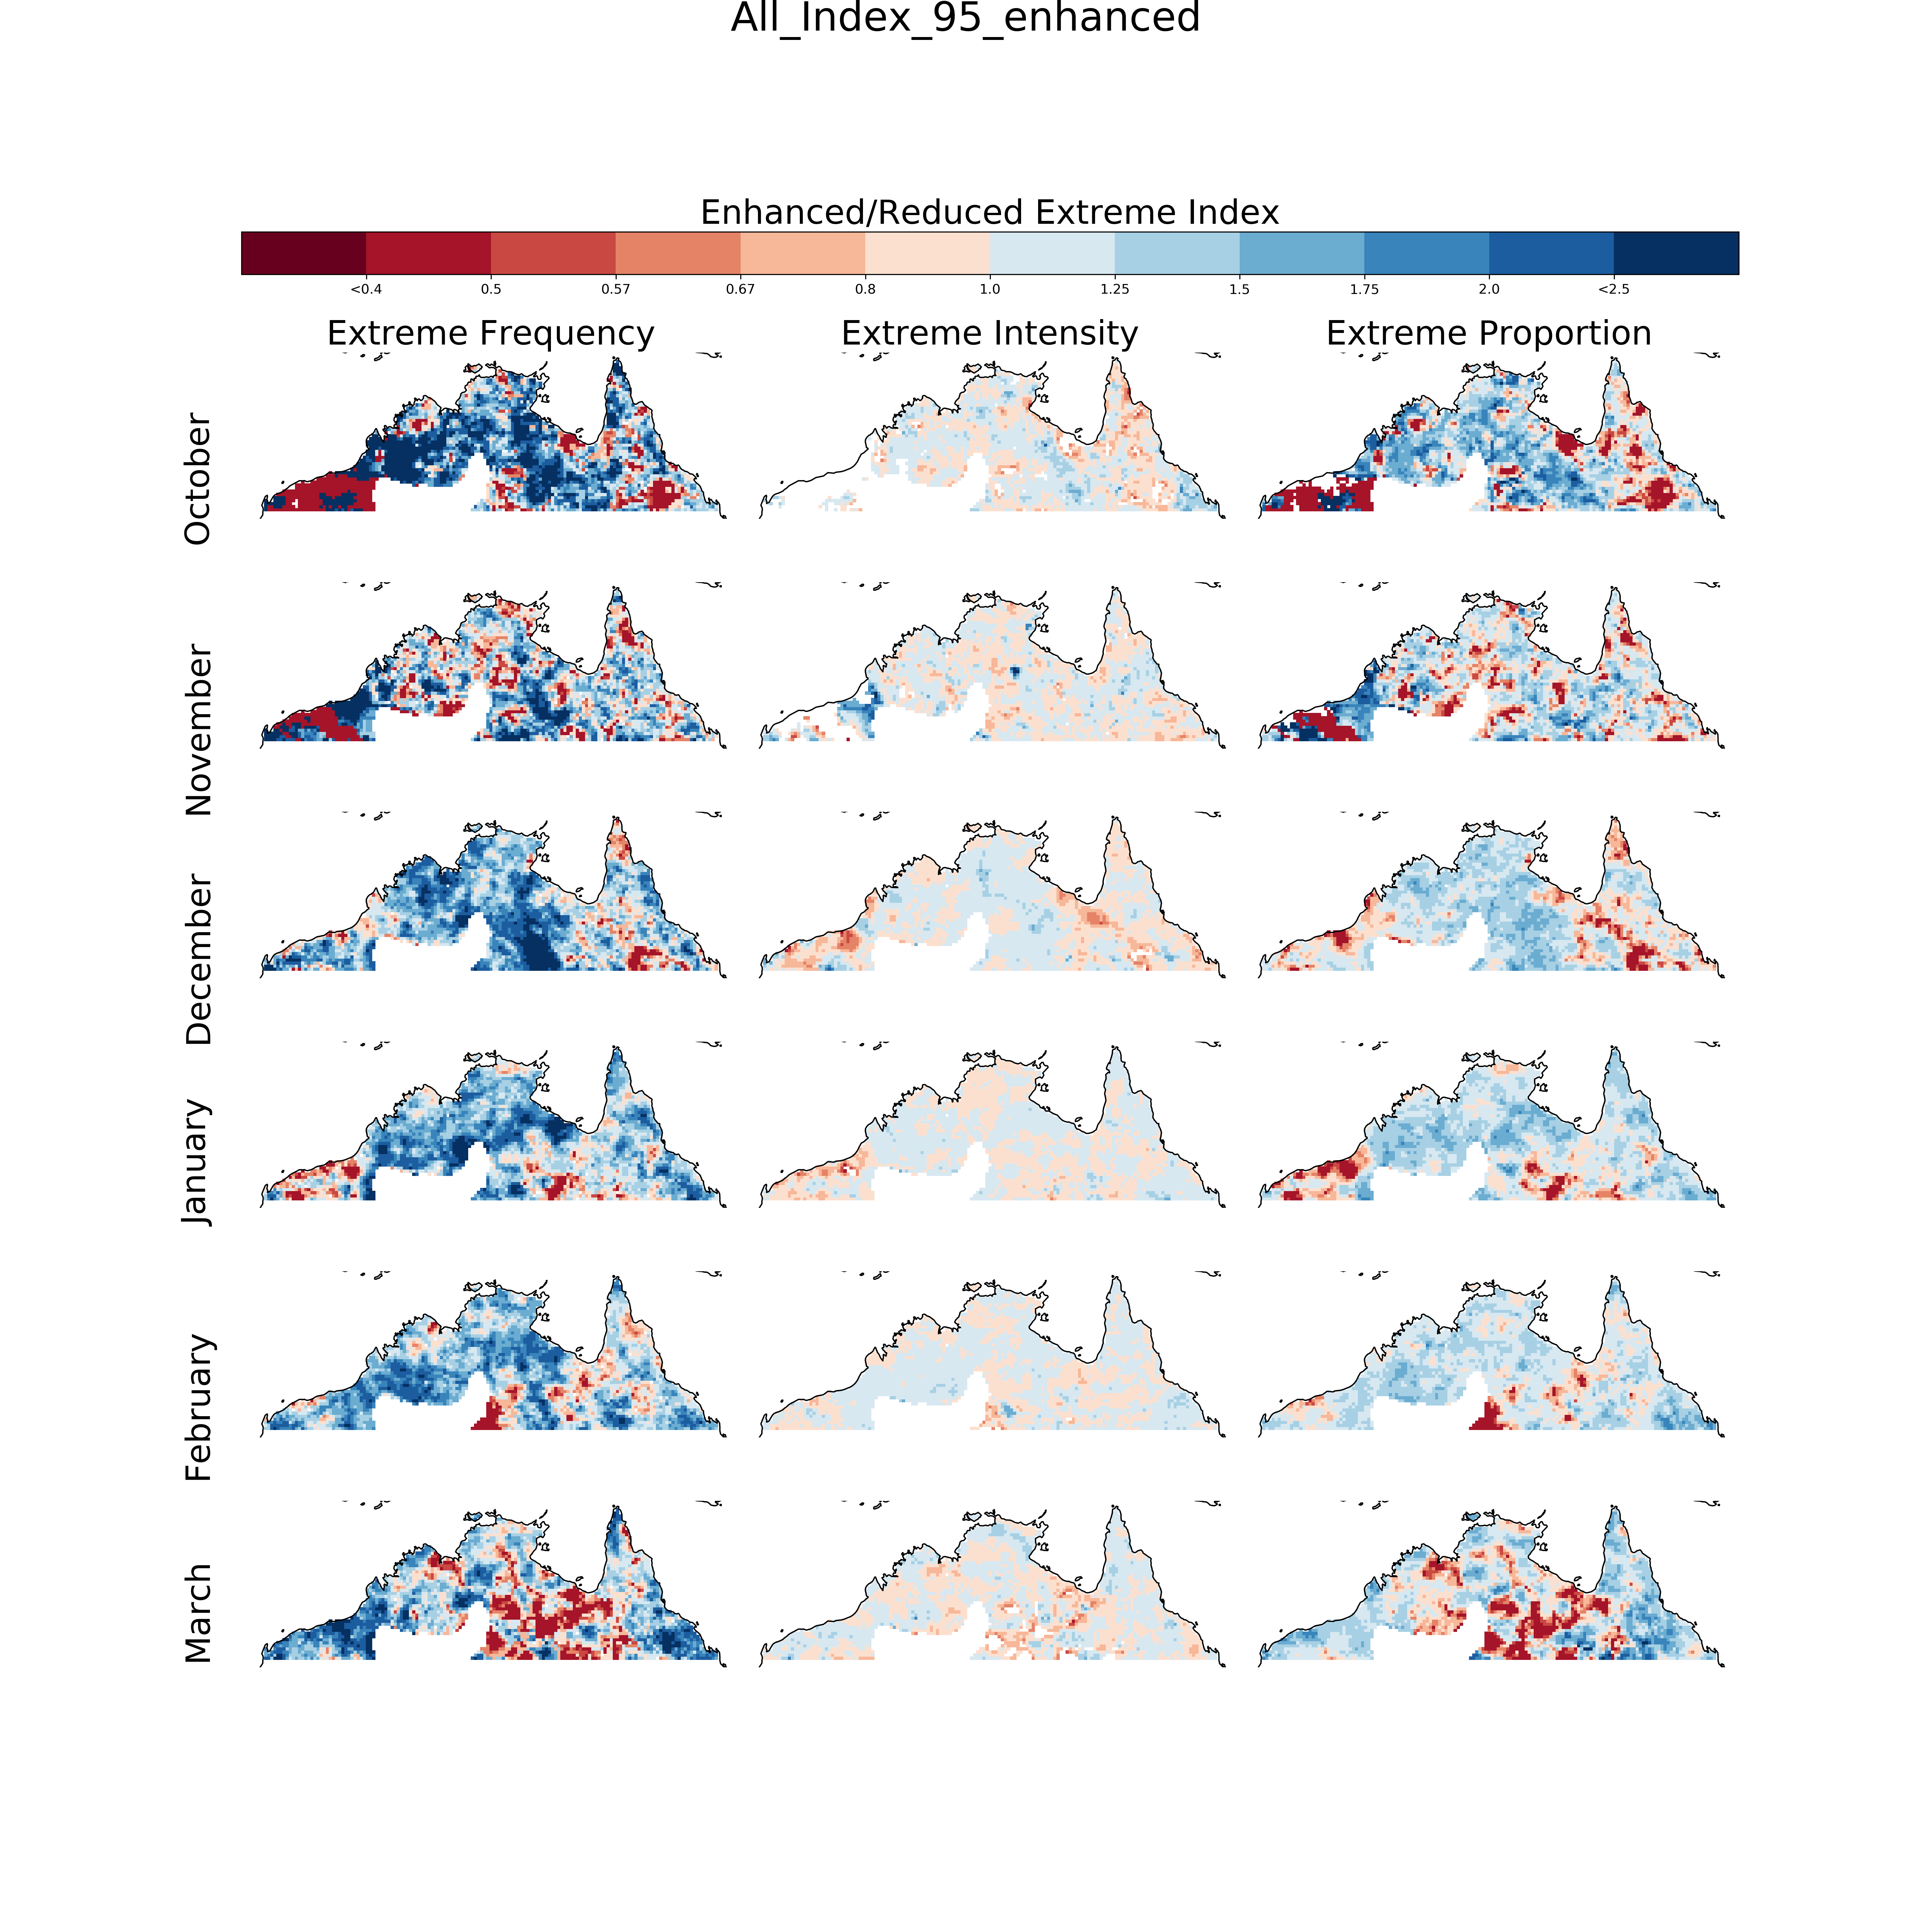 All_Index_95_enhanced
Enhanced/Reduced Extreme Index
<0.4 0.5 0.57 0.67 0.8 1.0 1.25 1.5 1.75 2.0 <2.5
Extreme Frequency Extreme Intensity Extreme Proportion
October
November
December
January
February
March